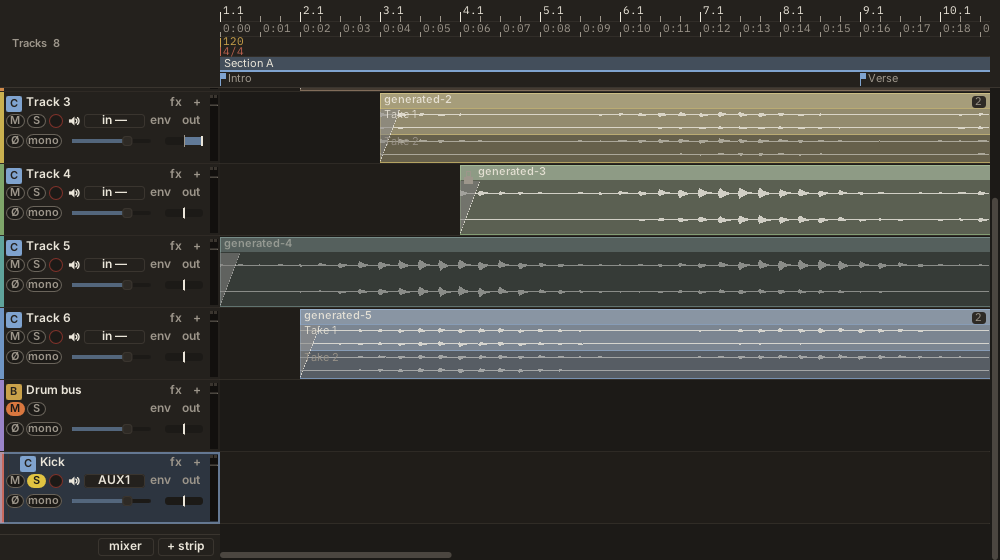 1.1 2.1 3.1 4.1 5.1 6.1 7.1 8.1 9.1 10.1
0:00 0:01 0:02 0:03 0:04 0:05 0:06 0:07 0:08 0:09 0:10 0:11 0:12 0:13 0:14 0:15 0:16 0:17 0:18 0
Tracks 8
120
4/4
Section A
Intro Verse
C Track 3 fx +
M S in — env out
Ø mono
generated-2 2
Take 1
Take 2
C Track 4 fx +
M S in — env out
Ø mono
generated-3
C Track 5 fx +
M S in — env out
Ø mono
generated-4
C Track 6 fx +
M S in — env out
Ø mono
generated-5 2
Take 1
Take 2
B Drum bus fx +
M S env out
Ø mono
C Kick fx +
M S AUX1 env out
Ø mono
mixer + strip